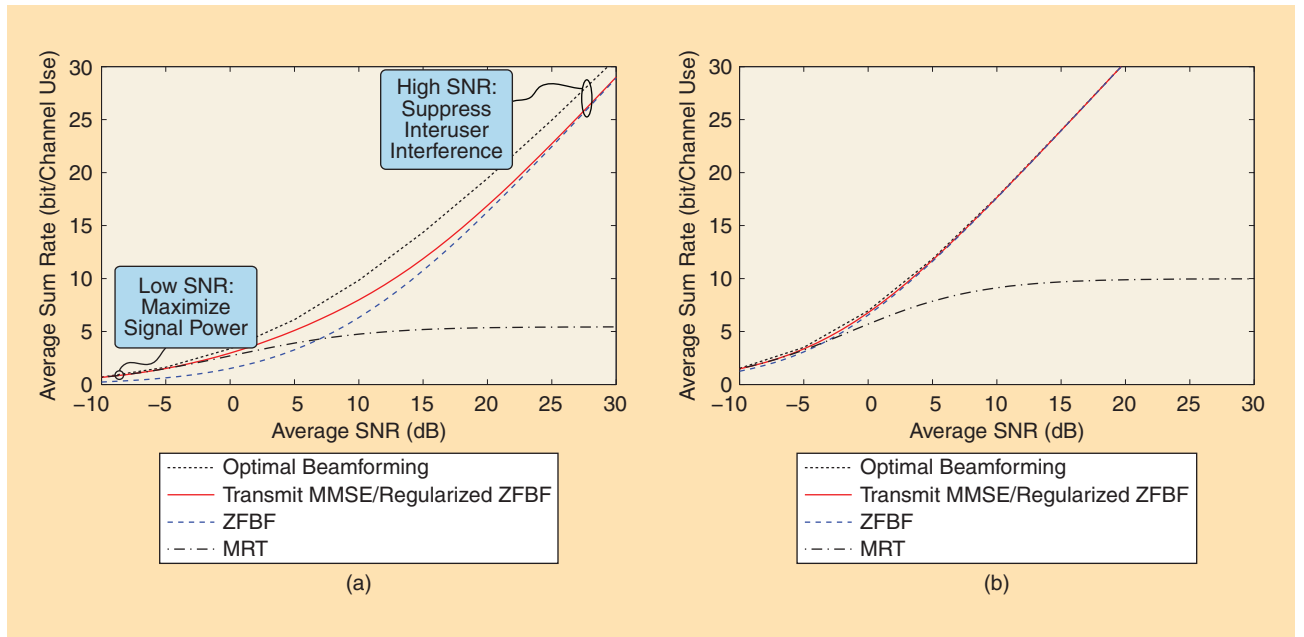 Average Sum Rate (bit/Channel Use)
30
25
20
15
10
5
0
High SNR:
Suppress
Interuser
Interference
Low SNR:
Maximize
Signal Power
−10
−5
0
5
10
15
20
25
30
Average SNR (dB)
Optimal Beamforming
Transmit MMSE/Regularized ZFBF
ZFBF
MRT
(a)
Average Sum Rate (bit/Channel Use)
30
25
20
15
10
5
0
−10
−5
0
5
10
15
20
25
30
Average SNR (dB)
Optimal Beamforming
Transmit MMSE/Regularized ZFBF
ZFBF
MRT
(b)